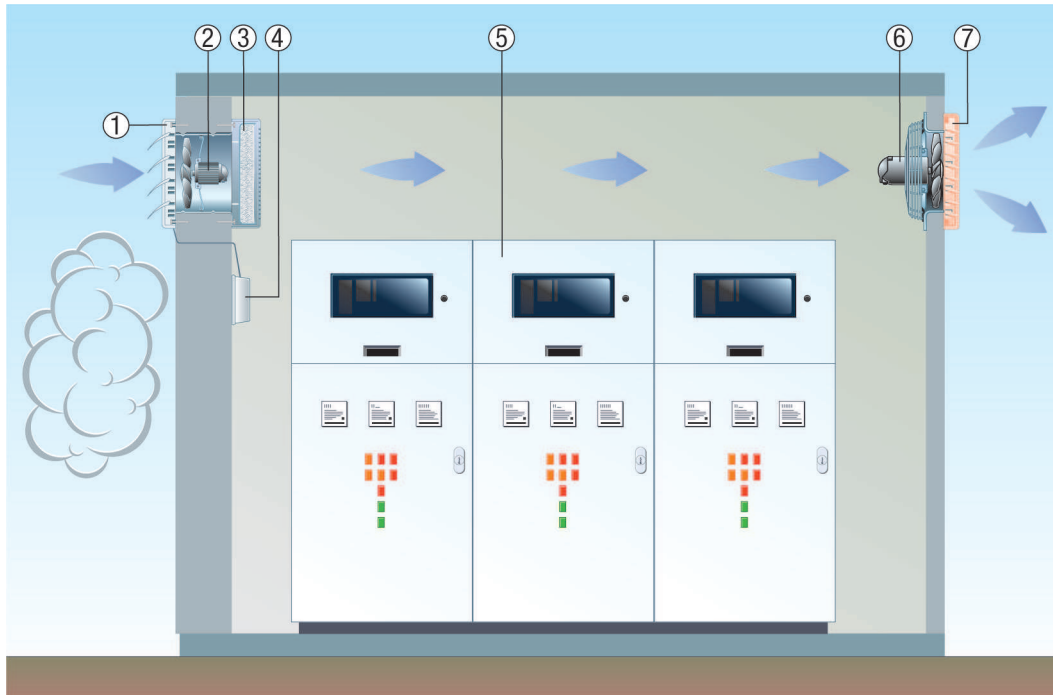 ② ③ ④ ⑤ ⑥ ⑦
①